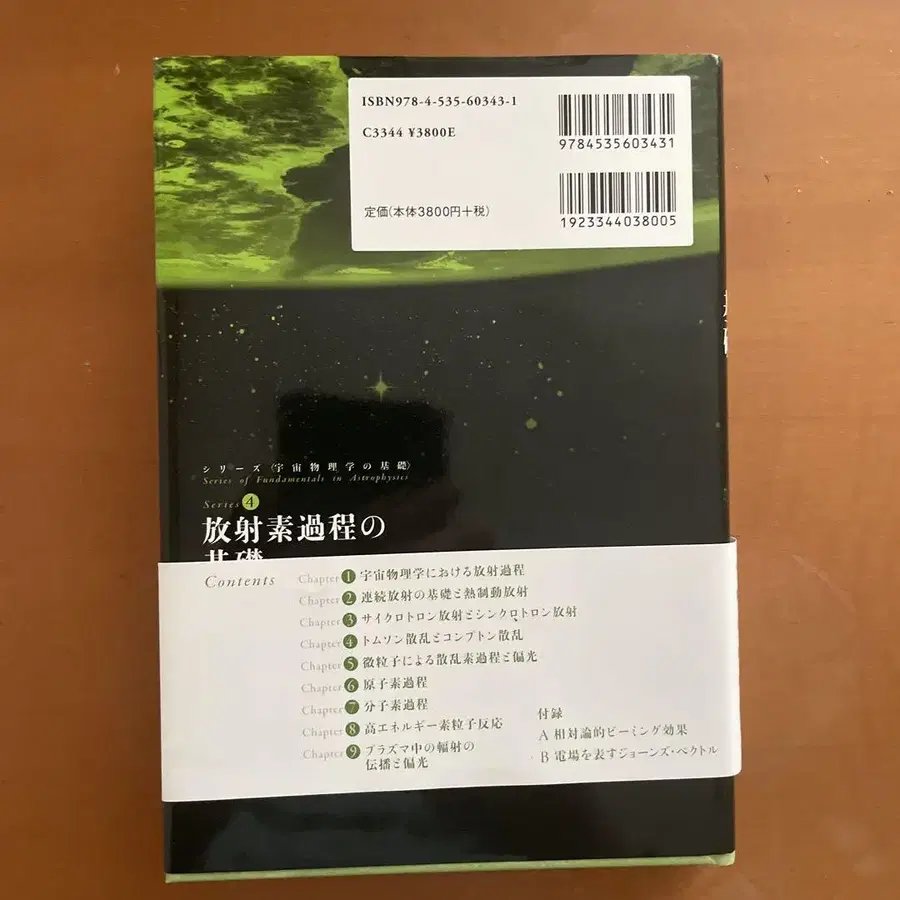 ISBN978-4-535-60343-1
C3344 ¥3800E
9784535603431
定価(本体3800円+税)
1923344038005
シリーズ〈宇宙物理学の基礎〉
Series of Fundamentals in Astrophysics
Series 4
放射素過程の
基礎
Contents
Chapter 1 宇宙物理学における放射過程
Chapter 2 連続放射の基礎と熱制動放射
Chapter 3 サイクロトロン放射とシンクロトロン放射
Chapter 4 トムソン散乱とコンプトン散乱
Chapter 5 微粒子による散乱素過程と偏光
Chapter 6 原子素過程
Chapter 7 分子素過程
Chapter 8 高エネルギー素粒子反応
Chapter 9 プラズマ中の輻射の
伝播と偏光
付録
A 相対論的ビーミング効果
B 電場を表すジョーンズ・ベクトル